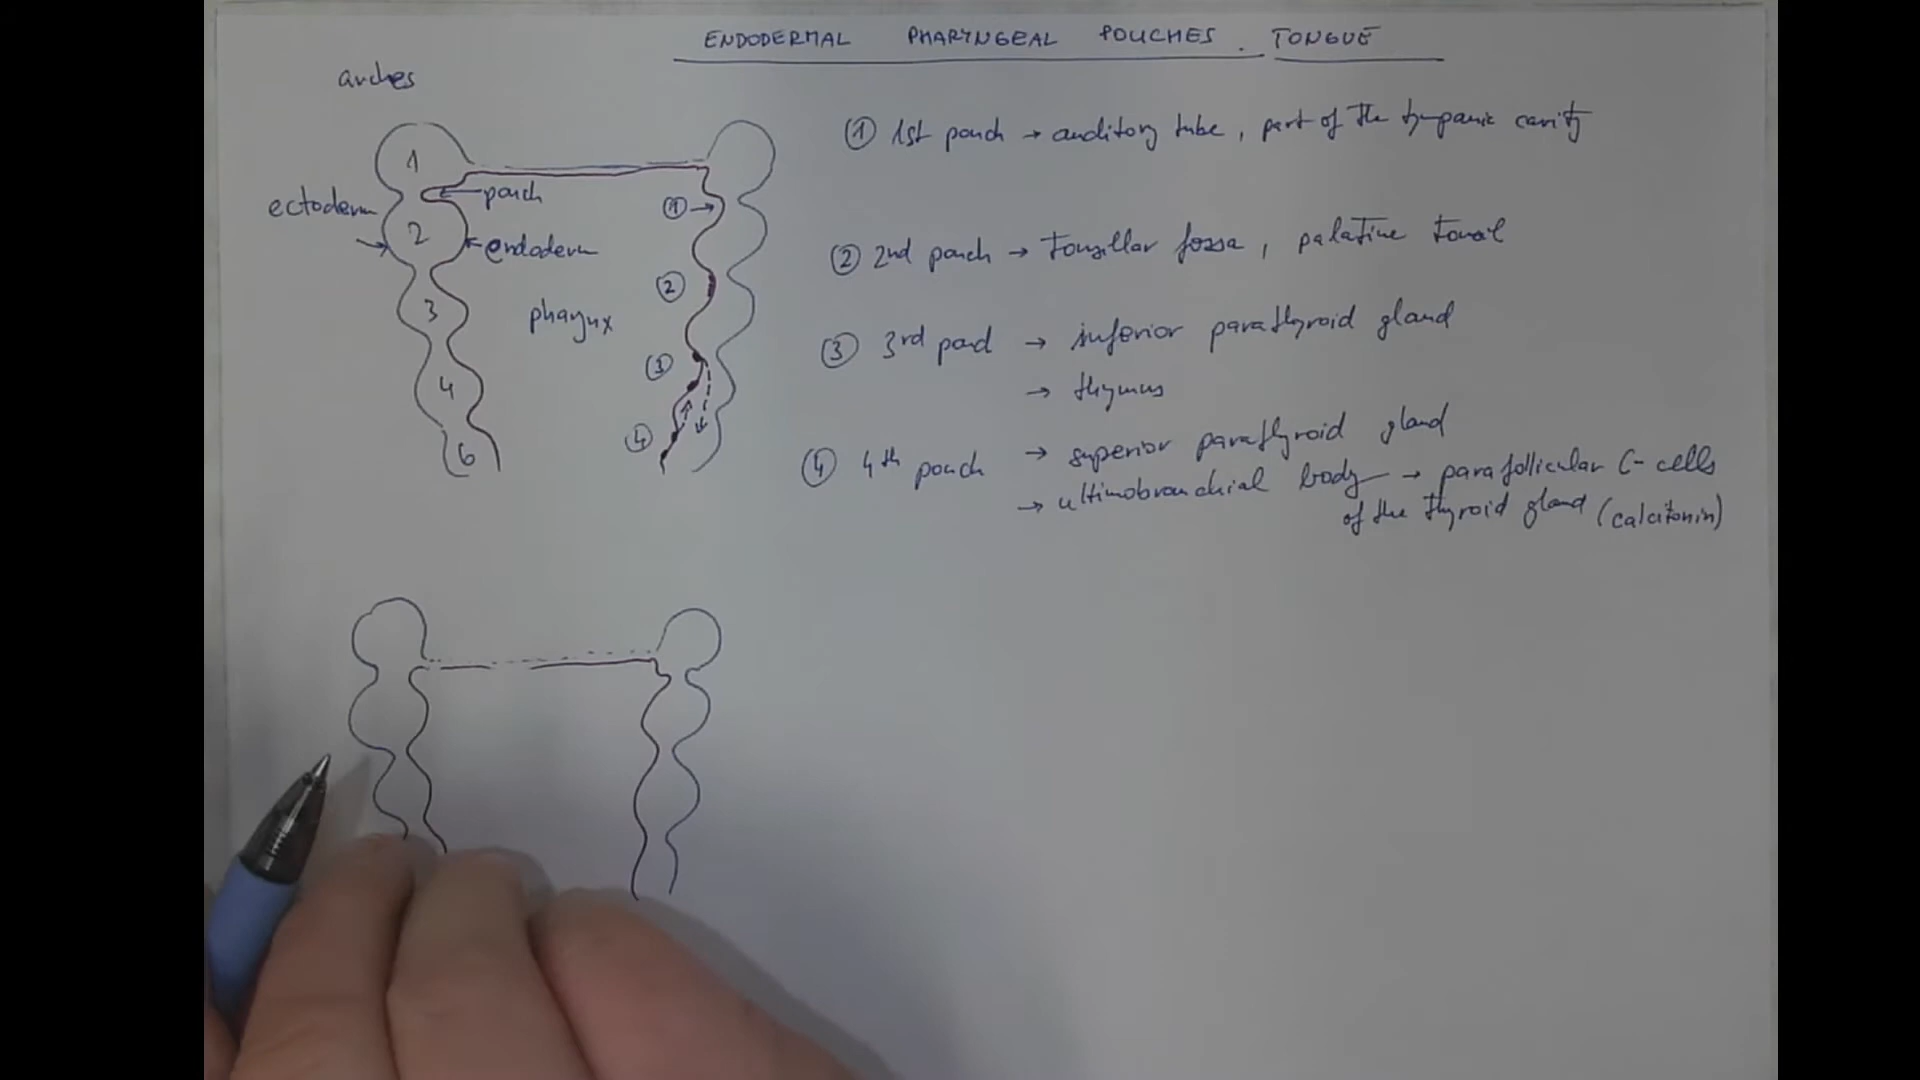 ENDODERMAL PHARYNGEAL POUCHES. TONGUE
arches
1
pouch
ectoderm
2
endoderm
3
pharynx
4
6
1
2
3
4
1 1st pouch → auditory tube, part of the tympanic cavity
2 2nd pouch → Tonsillar fossa, palatine tonsil
3 3rd pouch → inferior parathyroid gland
→ thymus
4 4th pouch → superior parathyroid gland
→ ultimobranchial body → parafollicular C-cells
of the thyroid gland (calcitonin)